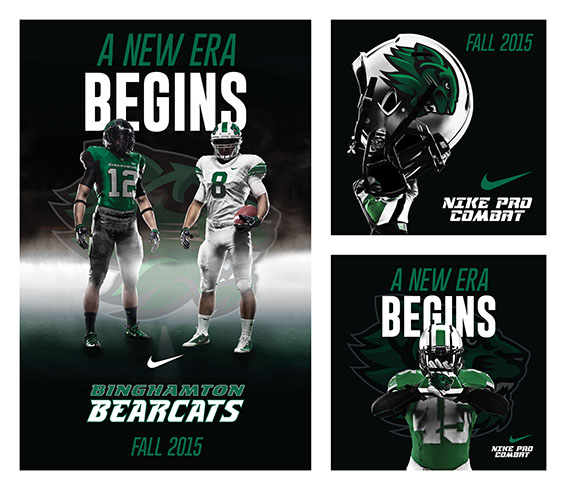 A NEW ERA
BEGINS
BINGHAMTON
12
8
BINGHAMTON
BEARCATS
FALL 2015
FALL 2015
NIKE PRO
COMBAT
A NEW ERA
BEGINS
15
NIKE PRO
COMBAT